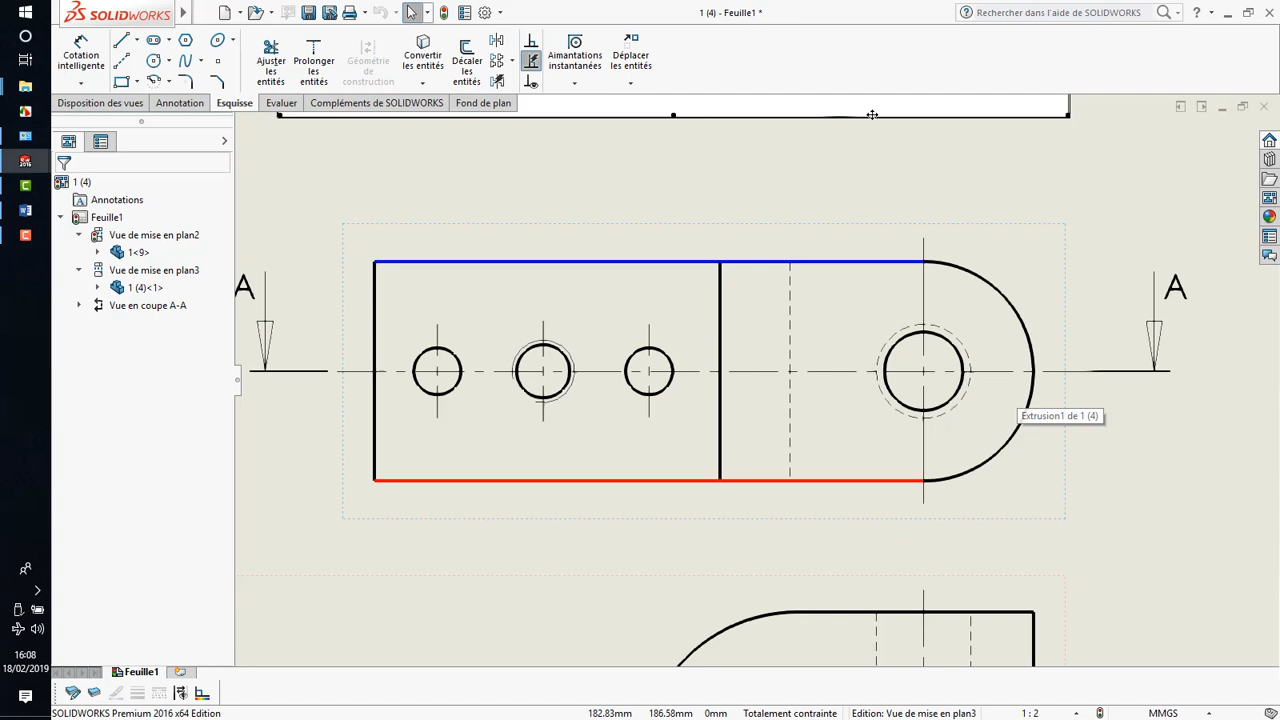 SOLIDWORKS
1 (4) - Feuille1 *
Rechercher dans l'aide de SOLIDWORKS
?
Cotation intelligente
Ajuster les entités
Prolonger les entités
Géométrie de construction
Convertir les entités
Décaler les entités
Aimantations instantanées
Déplacer les entités
Disposition des vues
Annotation
Esquisse
Evaluer
Compléments de SOLIDWORKS
Fond de plan
1 (4)
Annotations
Feuille1
Vue de mise en plan2
1<9>
Vue de mise en plan3
1 (4)<1>
Vue en coupe A-A
A
A
Extrusion1 de 1 (4)
16:08
18/02/2019
Feuille1
SOLIDWORKS Premium 2016 x64 Edition
182.83mm
186.58mm
0mm
Totalement contrainte
Edition: Vue de mise en plan3
1 : 2
MMGS